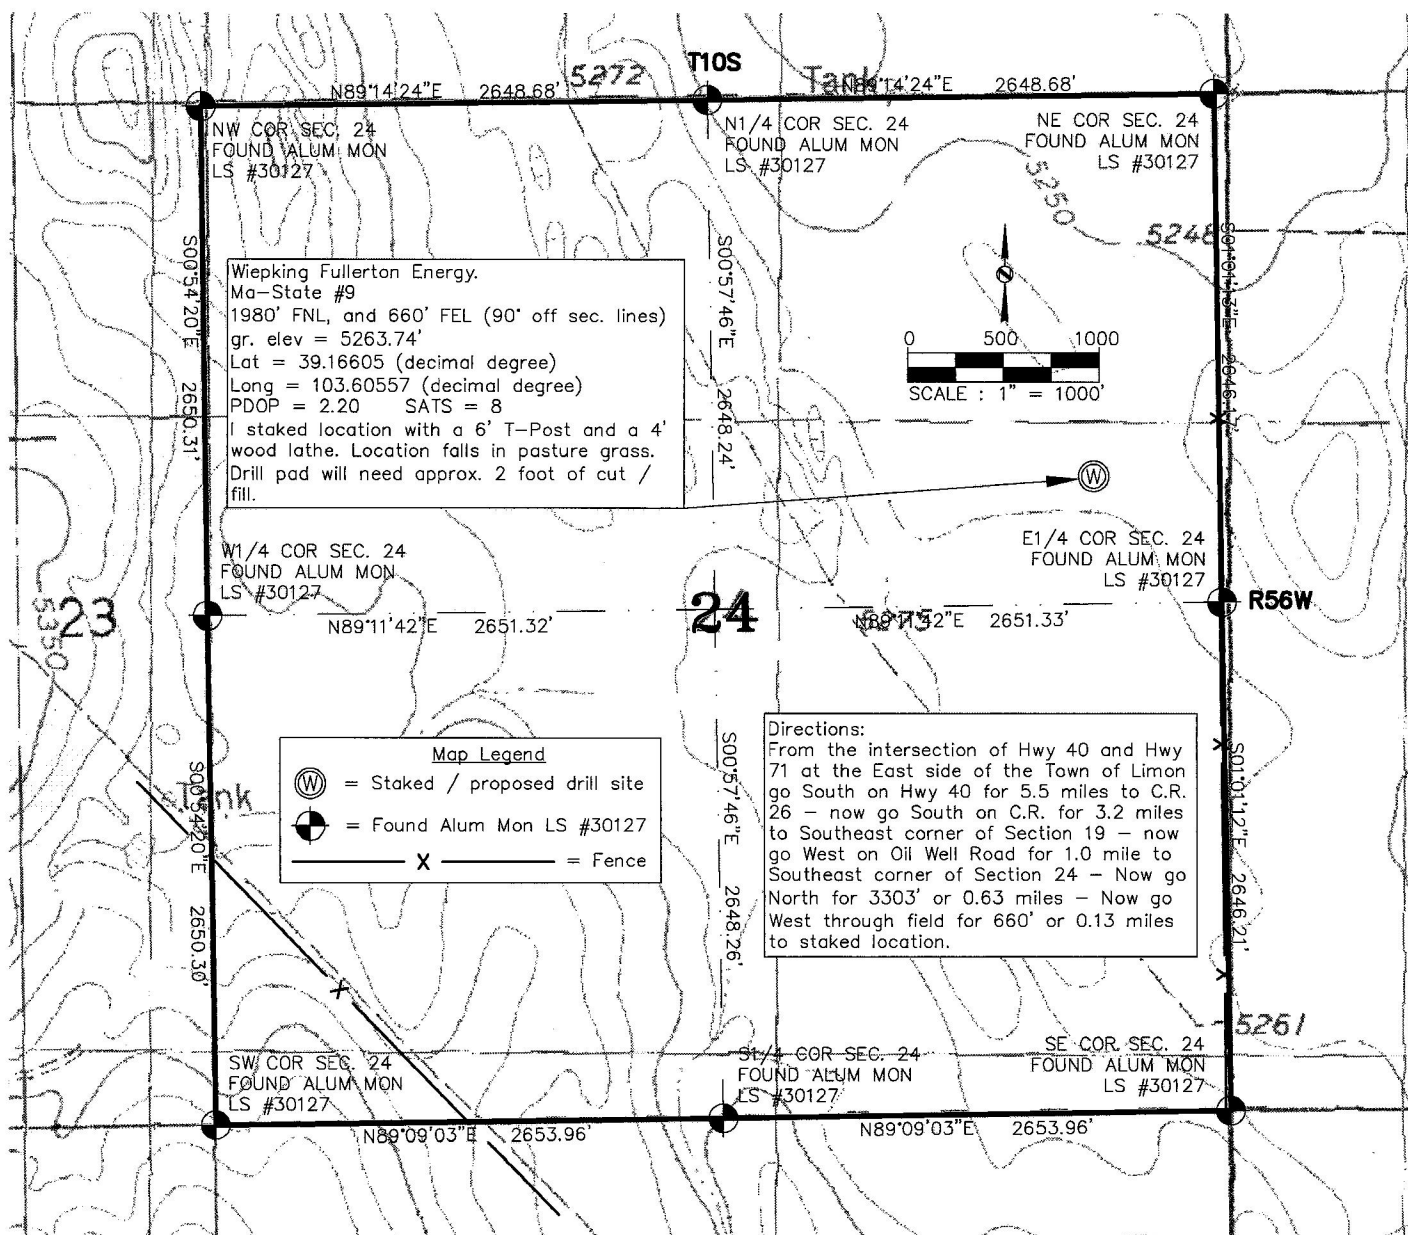 T10S
5272
Tank
N89°14'24"E 2648.68'
N89°14'24"E 2648.68'
NW COR SEC. 24
FOUND ALUM MON
LS #30127
N1/4 COR SEC. 24
FOUND ALUM MON
LS #30127
NE COR SEC. 24
FOUND ALUM MON
LS #30127
5250
5248
S00°54'20"E 2650.31'
S00°57'46"E 2648.24'
S01°01'13"E 2646.17'
Wiepking Fullerton Energy.
Ma-State #9
1980' FNL, and 660' FEL (90° off sec. lines)
gr. elev = 5263.74'
Lat = 39.16605 (decimal degree)
Long = 103.60557 (decimal degree)
PDOP = 2.20 SATS = 8
I staked location with a 6' T-Post and a 4'
wood lathe. Location falls in pasture grass.
Drill pad will need approx. 2 foot of cut /
fill.
N
0 500 1000
SCALE : 1" = 1000'
W
W1/4 COR SEC. 24
FOUND ALUM MON
LS #30127
E1/4 COR SEC. 24
FOUND ALUM MON
LS #30127
R56W
5350
23
24
5275
N89°11'42"E 2651.32'
N89°11'42"E 2651.33'
Map Legend
W = Staked / proposed drill site
= Found Alum Mon LS #30127
X = Fence
Tank
S00°54'20"E 2650.30'
S00°57'46"E 2648.26'
S01°01'12"E 2646.21'
Directions:
From the intersection of Hwy 40 and Hwy
71 at the East side of the Town of Limon
go South on Hwy 40 for 5.5 miles to C.R.
26 - now go South on C.R. for 3.2 miles
to Southeast corner of Section 19 - now
go West on Oil Well Road for 1.0 mile to
Southeast corner of Section 24 - Now go
North for 3303' or 0.63 miles - Now go
West through field for 660' or 0.13 miles
to staked location.
X
5261
SW COR SEC. 24
FOUND ALUM MON
LS #30127
S1/4 COR SEC. 24
FOUND ALUM MON
LS #30127
SE COR SEC. 24
FOUND ALUM MON
LS #30127
N89°09'03"E 2653.96'
N89°09'03"E 2653.96'